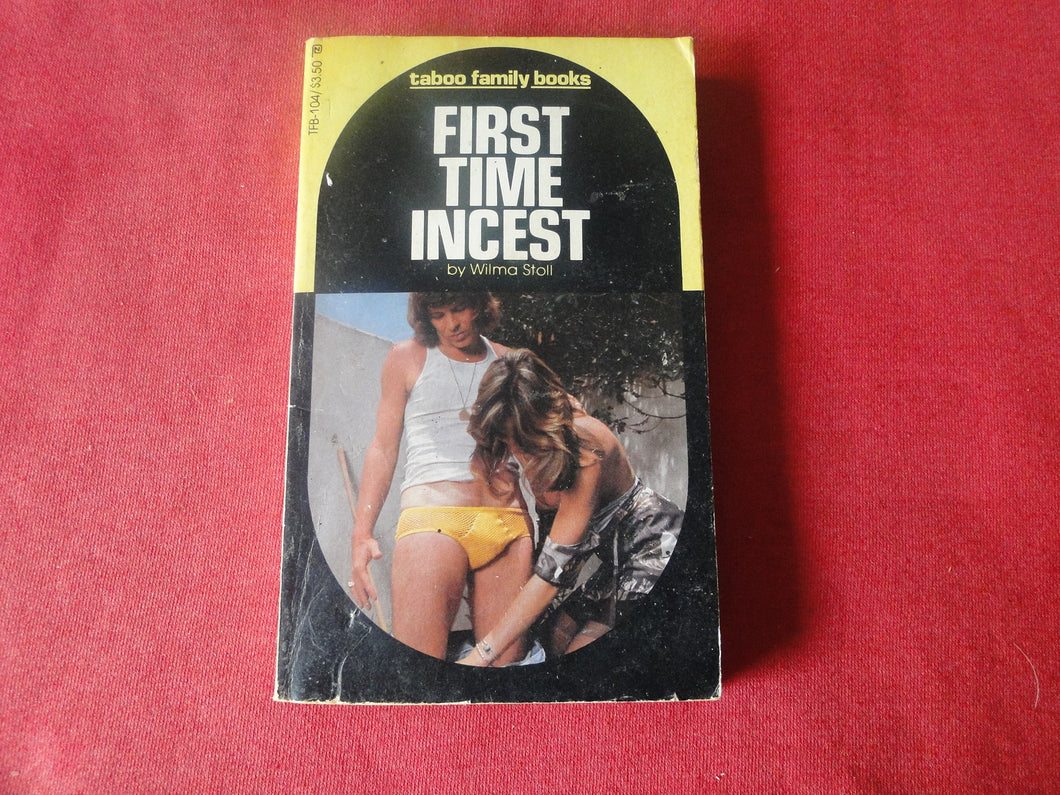 TFB-104/$3.50
taboo family books
FIRST
TIME
INCEST
by Wilma Stoll